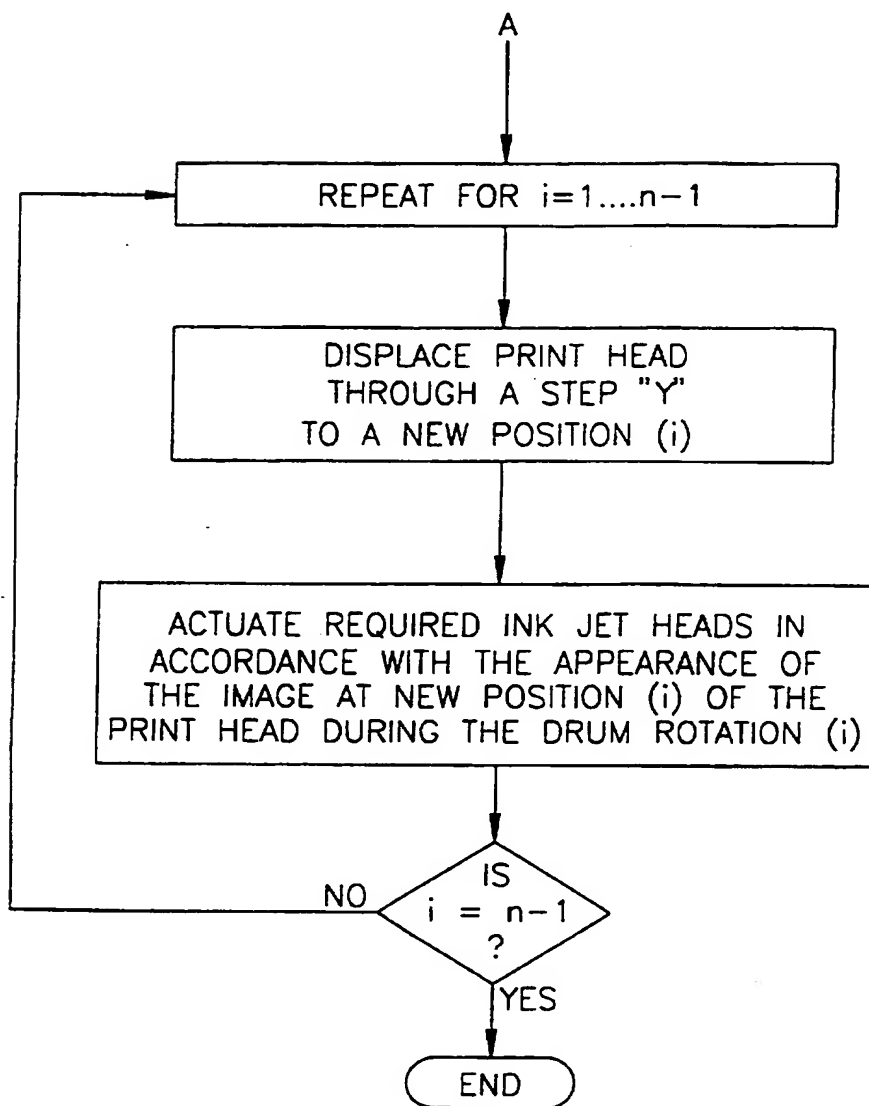 A
REPEAT FOR i=1....n-1
DISPLACE PRINT HEAD
THROUGH A STEP "Y"
TO A NEW POSITION (i)
ACTUATE REQUIRED INK JET HEADS IN
ACCORDANCE WITH THE APPEARANCE OF
THE IMAGE AT NEW POSITION (i) OF THE
PRINT HEAD DURING THE DRUM ROTATION (i)
IS
i = n-1
?
NO
YES
END